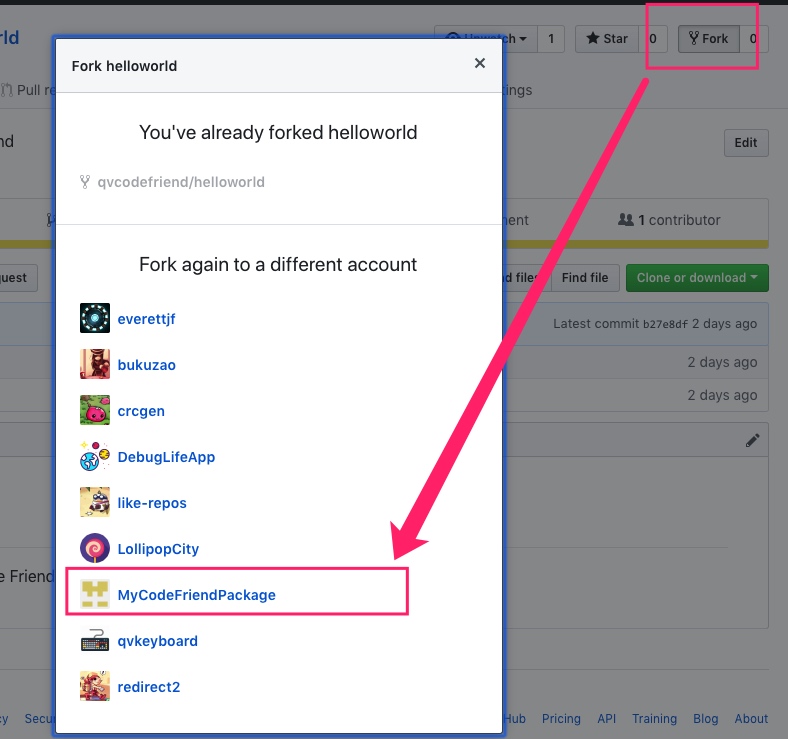 rld
Unwatch 1 Star 0 Fork 0
Fork helloworld ×
Pull re
ings
You've already forked helloworld
nd
Edit
qvcodefriend/helloworld
ment
1 contributor
Fork again to a different account
quest
d files
Find file
Clone or download
everettjf
Latest commit b27e8df 2 days ago
bukuzao
2 days ago
2 days ago
crcgen
DebugLifeApp
like-repos
LollipopCity
e Friend
MyCodeFriendPackage
qvkeyboard
redirect2
cy Secu
Hub Pricing API Training Blog About